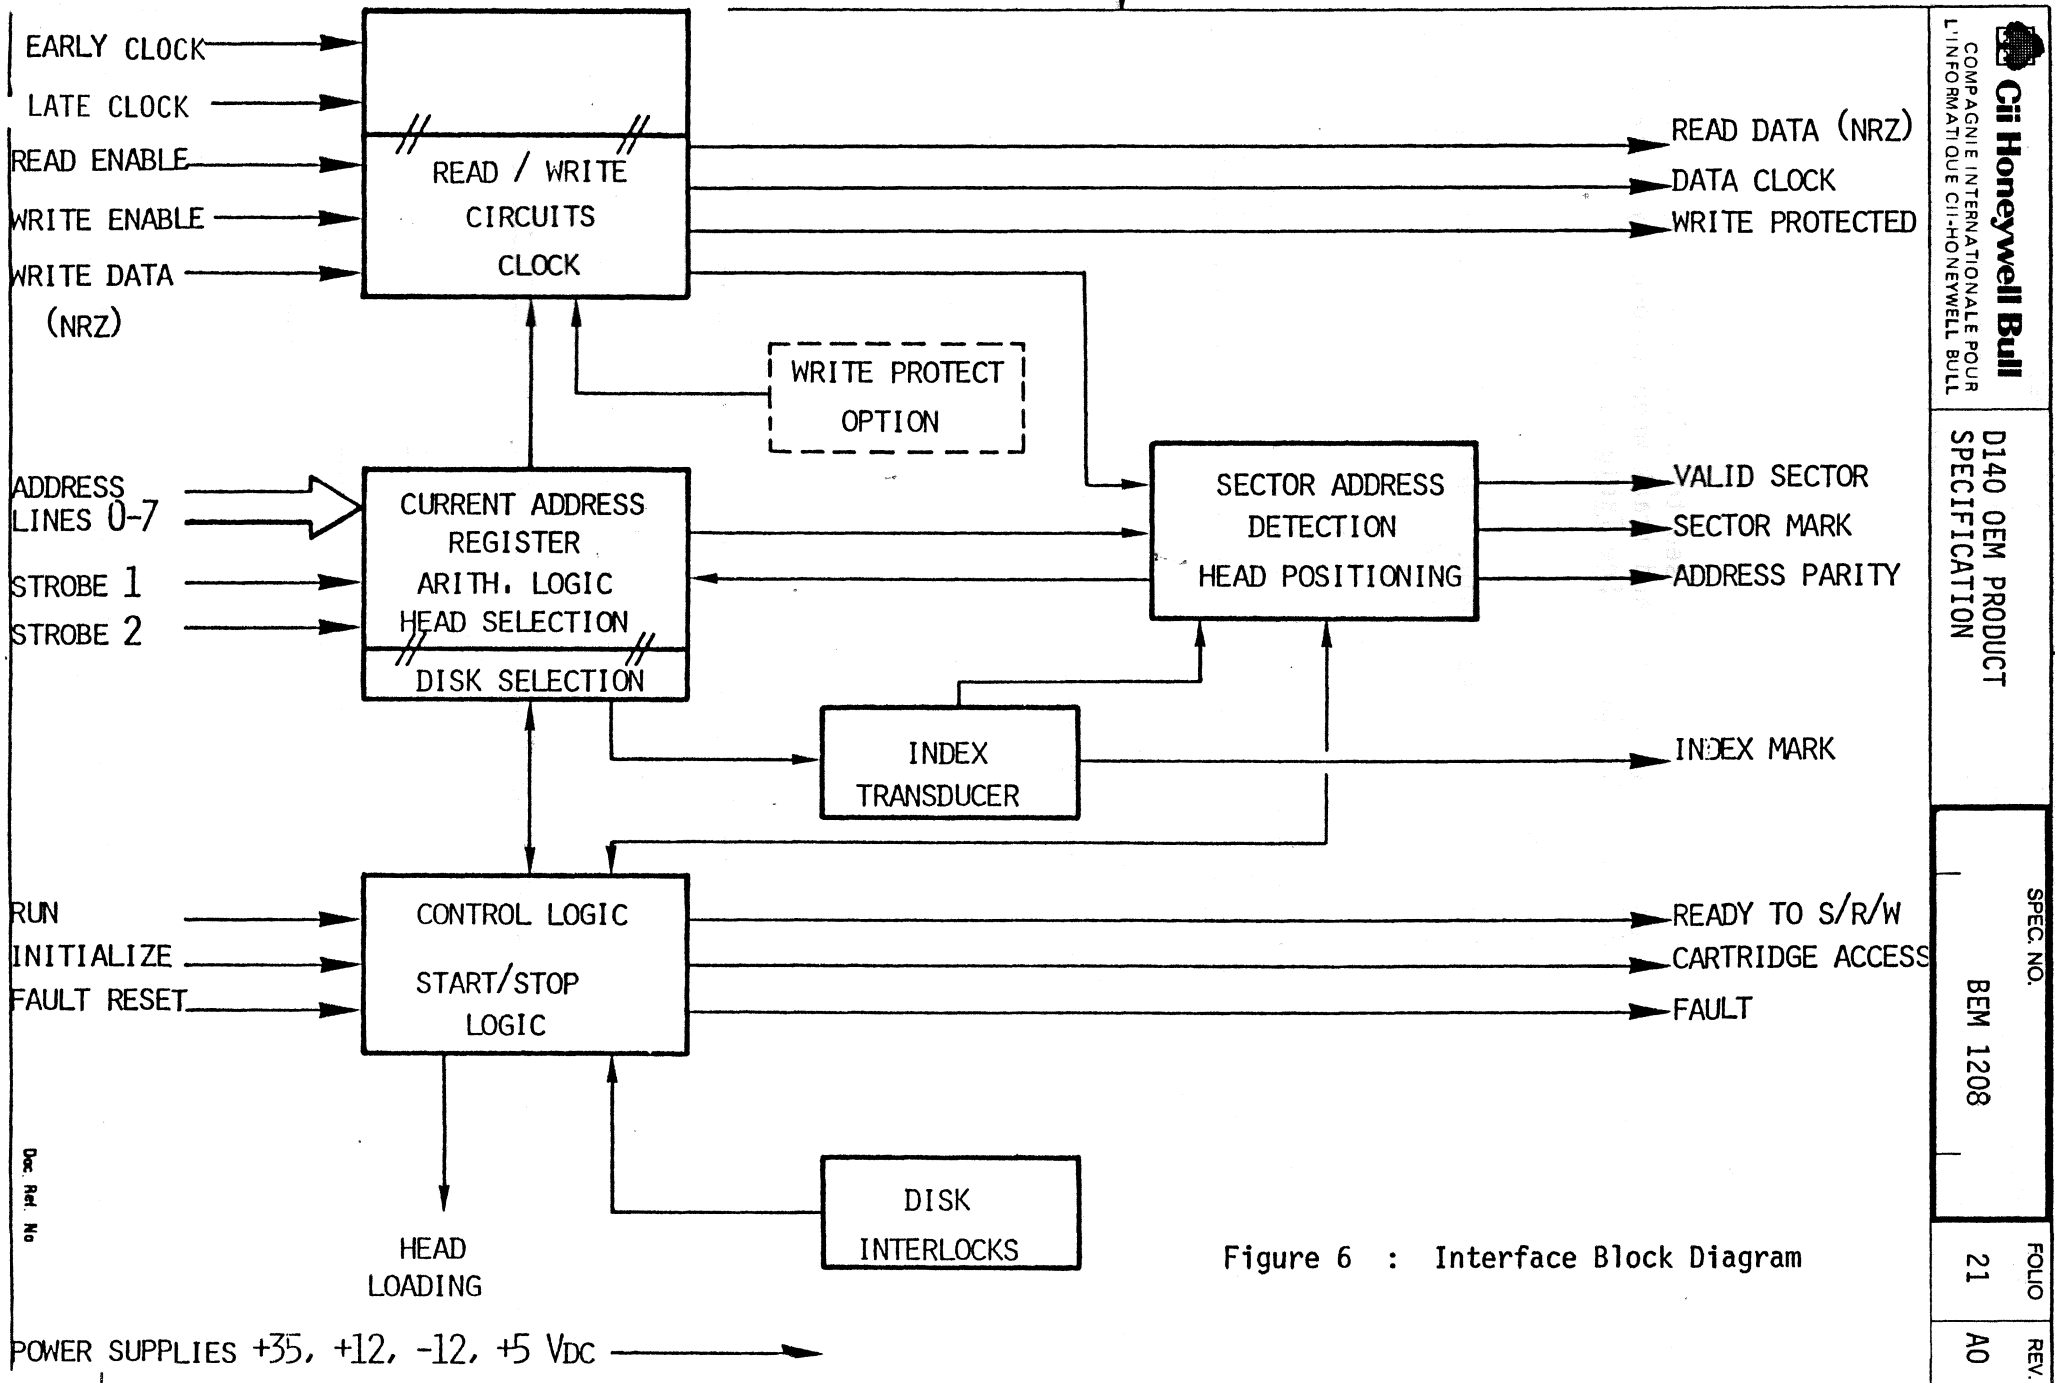 EARLY CLOCK
LATE CLOCK
READ ENABLE
WRITE ENABLE
WRITE DATA
(NRZ)
READ / WRITE
CIRCUITS
CLOCK
READ DATA (NRZ)
DATA CLOCK
WRITE PROTECTED
WRITE PROTECT
OPTION
ADDRESS
LINES 0-7
STROBE 1
STROBE 2
CURRENT ADDRESS
REGISTER
ARITH. LOGIC
HEAD SELECTION
DISK SELECTION
SECTOR ADDRESS
DETECTION
HEAD POSITIONING
VALID SECTOR
SECTOR MARK
ADDRESS PARITY
INDEX
TRANSDUCER
INDEX MARK
RUN
INITIALIZE
FAULT RESET
CONTROL LOGIC
START/STOP
LOGIC
READY TO S/R/W
CARTRIDGE ACCESS
FAULT
HEAD
LOADING
DISK
INTERLOCKS
Figure 6 : Interface Block Diagram
POWER SUPPLIES +35, +12, -12, +5 VDC
Doc. Ref. No
Cii Honeywell Bull
COMPAGNIE INTERNATIONALE POUR
L'INFORMATIQUE CII-HONEYWELL BULL
D140 OEM PRODUCT
SPECIFICATION
SPEC. NO.
BEM 1208
FOLIO
21
REV.
A0